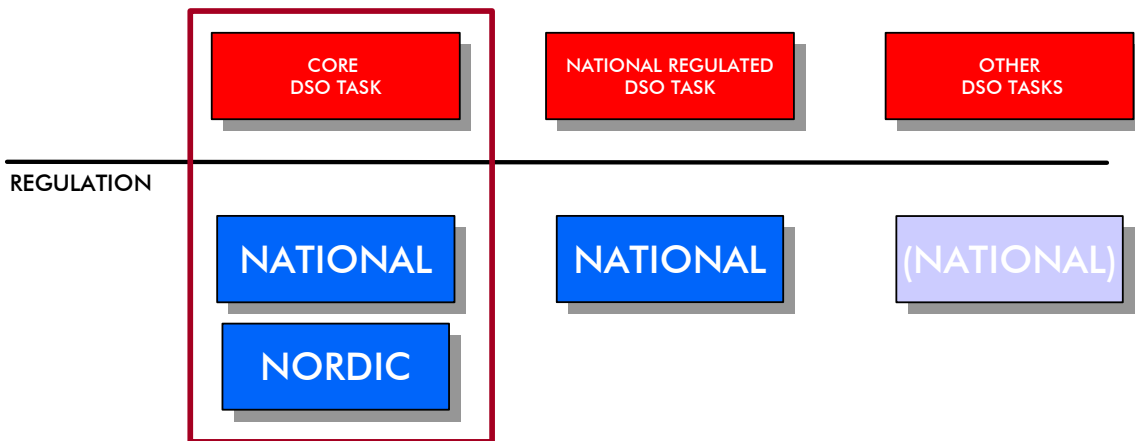 CORE
DSO TASK
NATIONAL REGULATED
DSO TASK
OTHER
DSO TASKS
REGULATION
NATIONAL
NATIONAL
(NATIONAL)
NORDIC